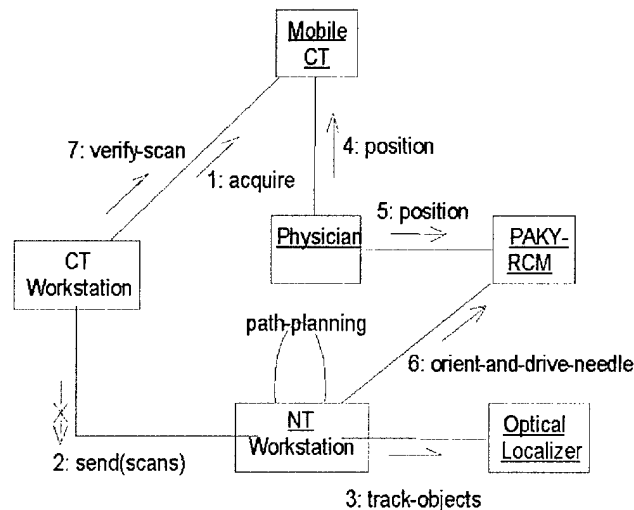 Mobile
CT
7: verify-scan
4: position
1: acquire
5: position
Physician
PAKY-
RCM
CT
Workstation
path-planning
6: orient-and-drive-needle
NT
Workstation
Optical
Localizer
2: send(scans)
3: track-objects